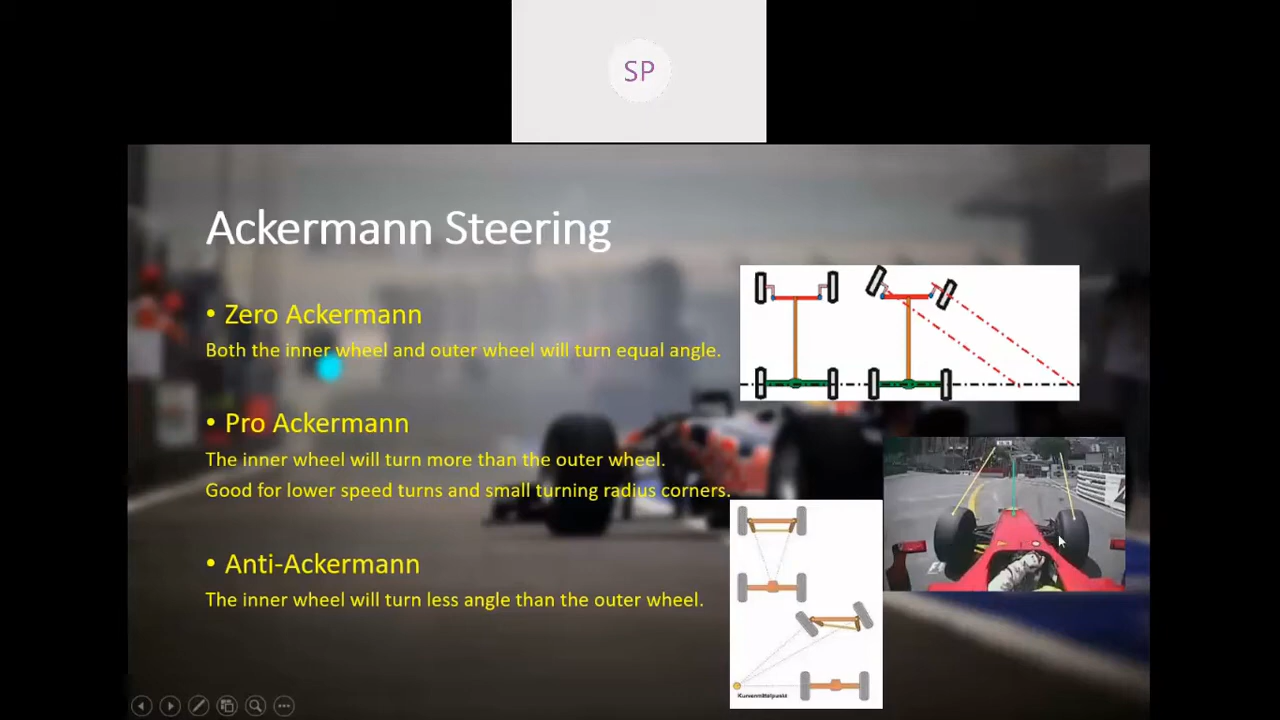 SP
Ackermann Steering
• Zero Ackermann
Both the inner wheel and outer wheel will turn equal angle.
• Pro Ackermann
The inner wheel will turn more than the outer wheel.
Good for lower speed turns and small turning radius corners.
• Anti-Ackermann
The inner wheel will turn less angle than the outer wheel.
Kurvenmittelpunkt